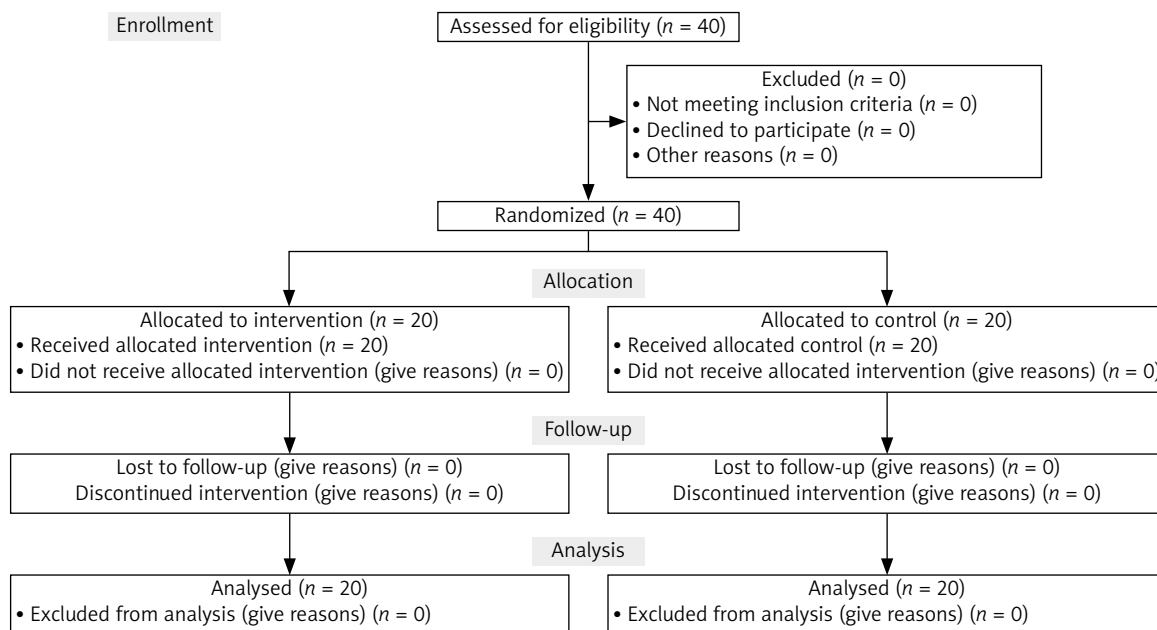 Enrollment
Assessed for eligibility (n = 40)
Excluded (n = 0)
• Not meeting inclusion criteria (n = 0)
• Declined to participate (n = 0)
• Other reasons (n = 0)
Randomized (n = 40)
Allocation
Allocated to intervention (n = 20)
• Received allocated intervention (n = 20)
• Did not receive allocated intervention (give reasons) (n = 0)
Allocated to control (n = 20)
• Received allocated control (n = 20)
• Did not receive allocated intervention (give reasons) (n = 0)
Follow-up
Lost to follow-up (give reasons) (n = 0)
Discontinued intervention (give reasons) (n = 0)
Lost to follow-up (give reasons) (n = 0)
Discontinued intervention (give reasons) (n = 0)
Analysis
Analysed (n = 20)
• Excluded from analysis (give reasons) (n = 0)
Analysed (n = 20)
• Excluded from analysis (give reasons) (n = 0)